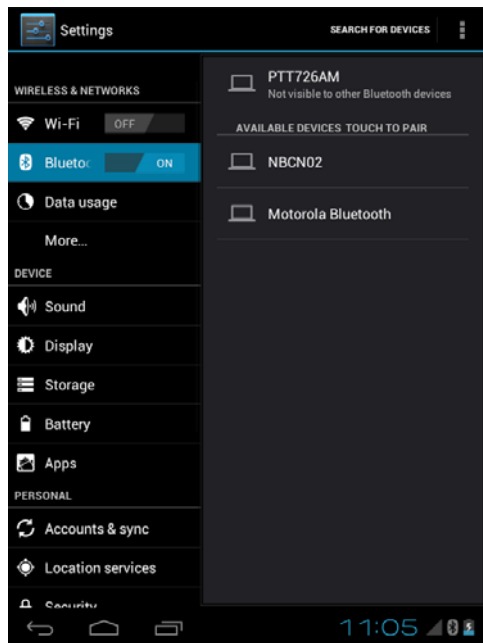 Settings
SEARCH FOR DEVICES
WIRELESS & NETWORKS
Wi-Fi OFF
Bluetoo ON
Data usage
More...
DEVICE
Sound
Display
Storage
Battery
Apps
PERSONAL
Accounts & sync
Location services
Security
PTT726AM
Not visible to other Bluetooth devices
AVAILABLE DEVICES TOUCH TO PAIR
NBCN02
Motorola Bluetooth
11:05